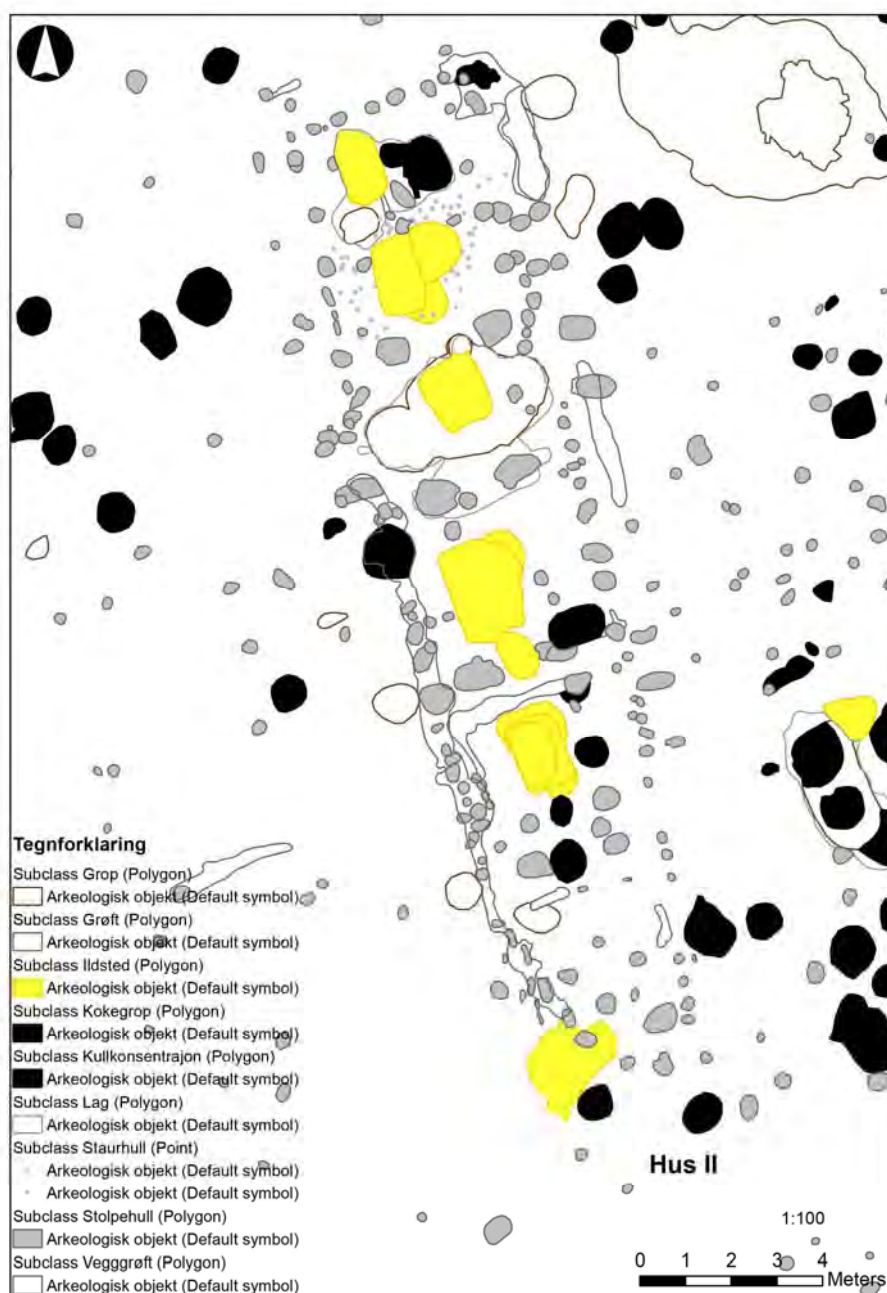 Tegnforklaring
Subclass Grop (Polygon)
Arkeologisk objekt (Default symbol)
Subclass Grøft (Polygon)
Arkeologisk objekt (Default symbol)
Subclass Ildsted (Polygon)
Arkeologisk objekt (Default symbol)
Subclass Kokegrop (Polygon)
Arkeologisk objekt (Default symbol)
Subclass Kullkonsentrajon (Polygon)
Arkeologisk objekt (Default symbol)
Subclass Lag (Polygon)
Arkeologisk objekt (Default symbol)
Subclass Staurhull (Point)
Arkeologisk objekt (Default symbol)
Arkeologisk objekt (Default symbol)
Subclass Stolpehull (Polygon)
Arkeologisk objekt (Default symbol)
Subclass Vegggrøft (Polygon)
Arkeologisk objekt (Default symbol)
Hus II
1:100
0 1 2 3 4
Meters